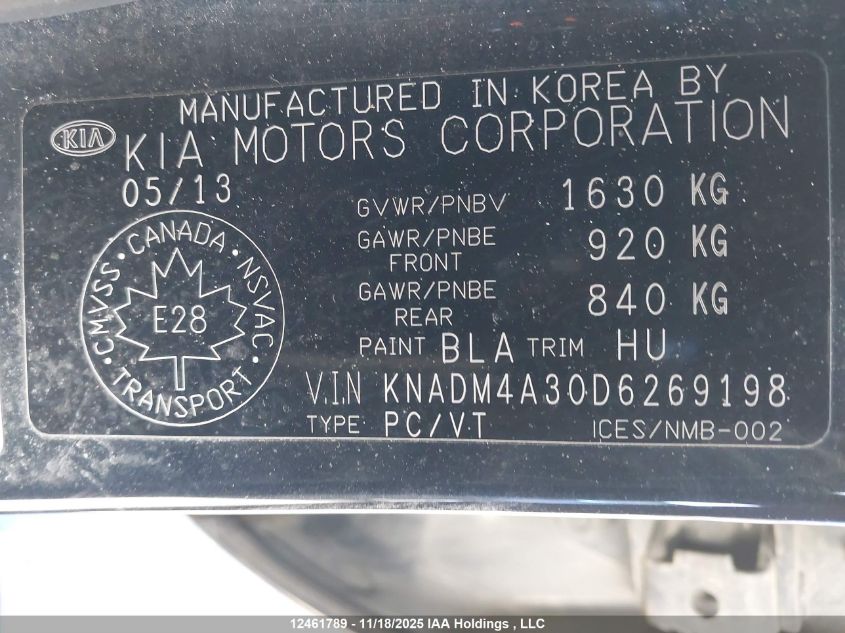 MANUFACTURED IN KOREA BY
KIA KIA MOTORS CORPORATION
05/13
GVWR/PNBV 1630 KG
GAWR/PNBE FRONT 920 KG
GAWR/PNBE REAR 840 KG
CMVSS • CANADA • NSVAC • TRANSPORT •
E28
PAINT BLA TRIM HU
V.I.N KNADM4A30D6269198
TYPE PC/VT ICES/NMB-002
12461789 - 11/18/2025 IAA Holdings , LLC